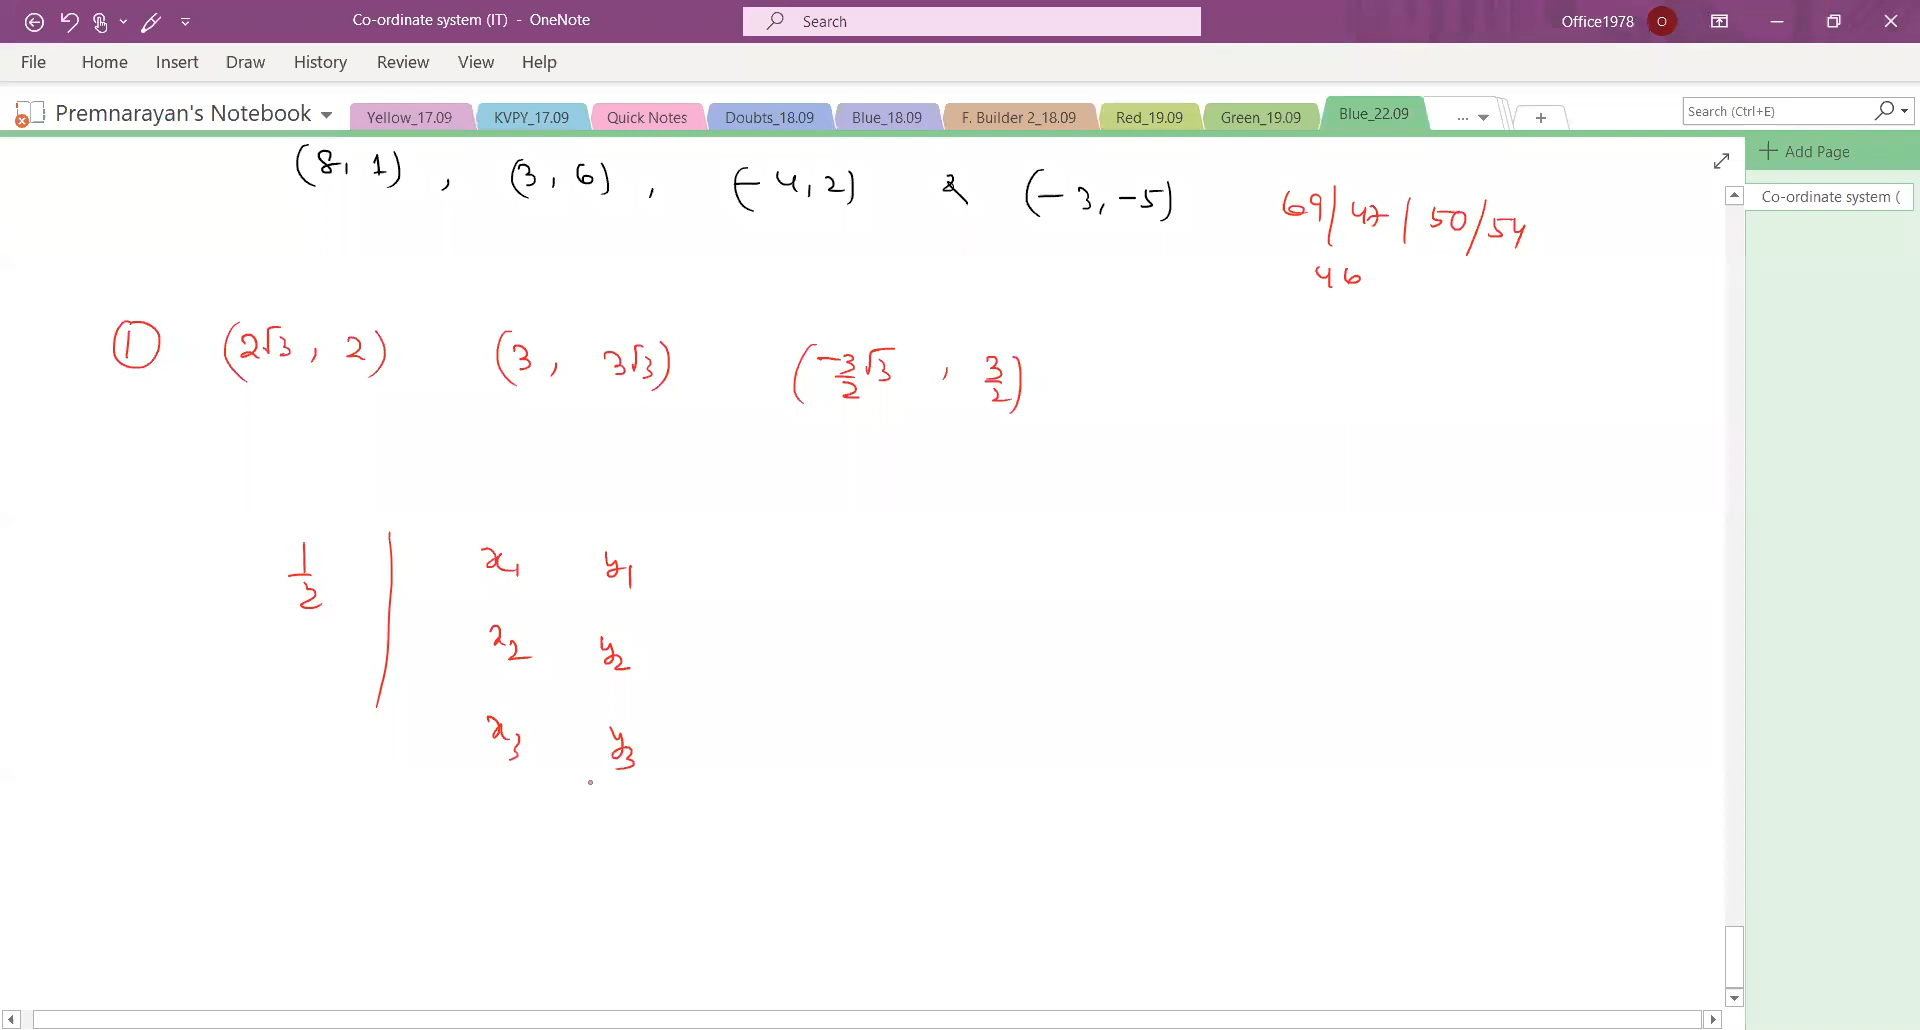 Co-ordinate system (IT) - OneNote
Search
Office1978
O
File Home Insert Draw History Review View Help
Premnarayan's Notebook
Yellow_17.09 KVPY_17.09 Quick Notes Doubts_18.09 Blue_18.09 F. Builder 2_18.09 Red_19.09 Green_19.09 Blue_22.09 ... +
Search (Ctrl+E)
+ Add Page
Co-ordinate system (
(8, 1) , (3, 6) , (-4, 2) & (-3, -5)
69/ 47 / 50/54
46
① (2√3 , 2) (3 , 3√3) (-3/2 √3 , 3/2)
1/2 | x₁ y₁
x₂ y₂
x₃ y₃